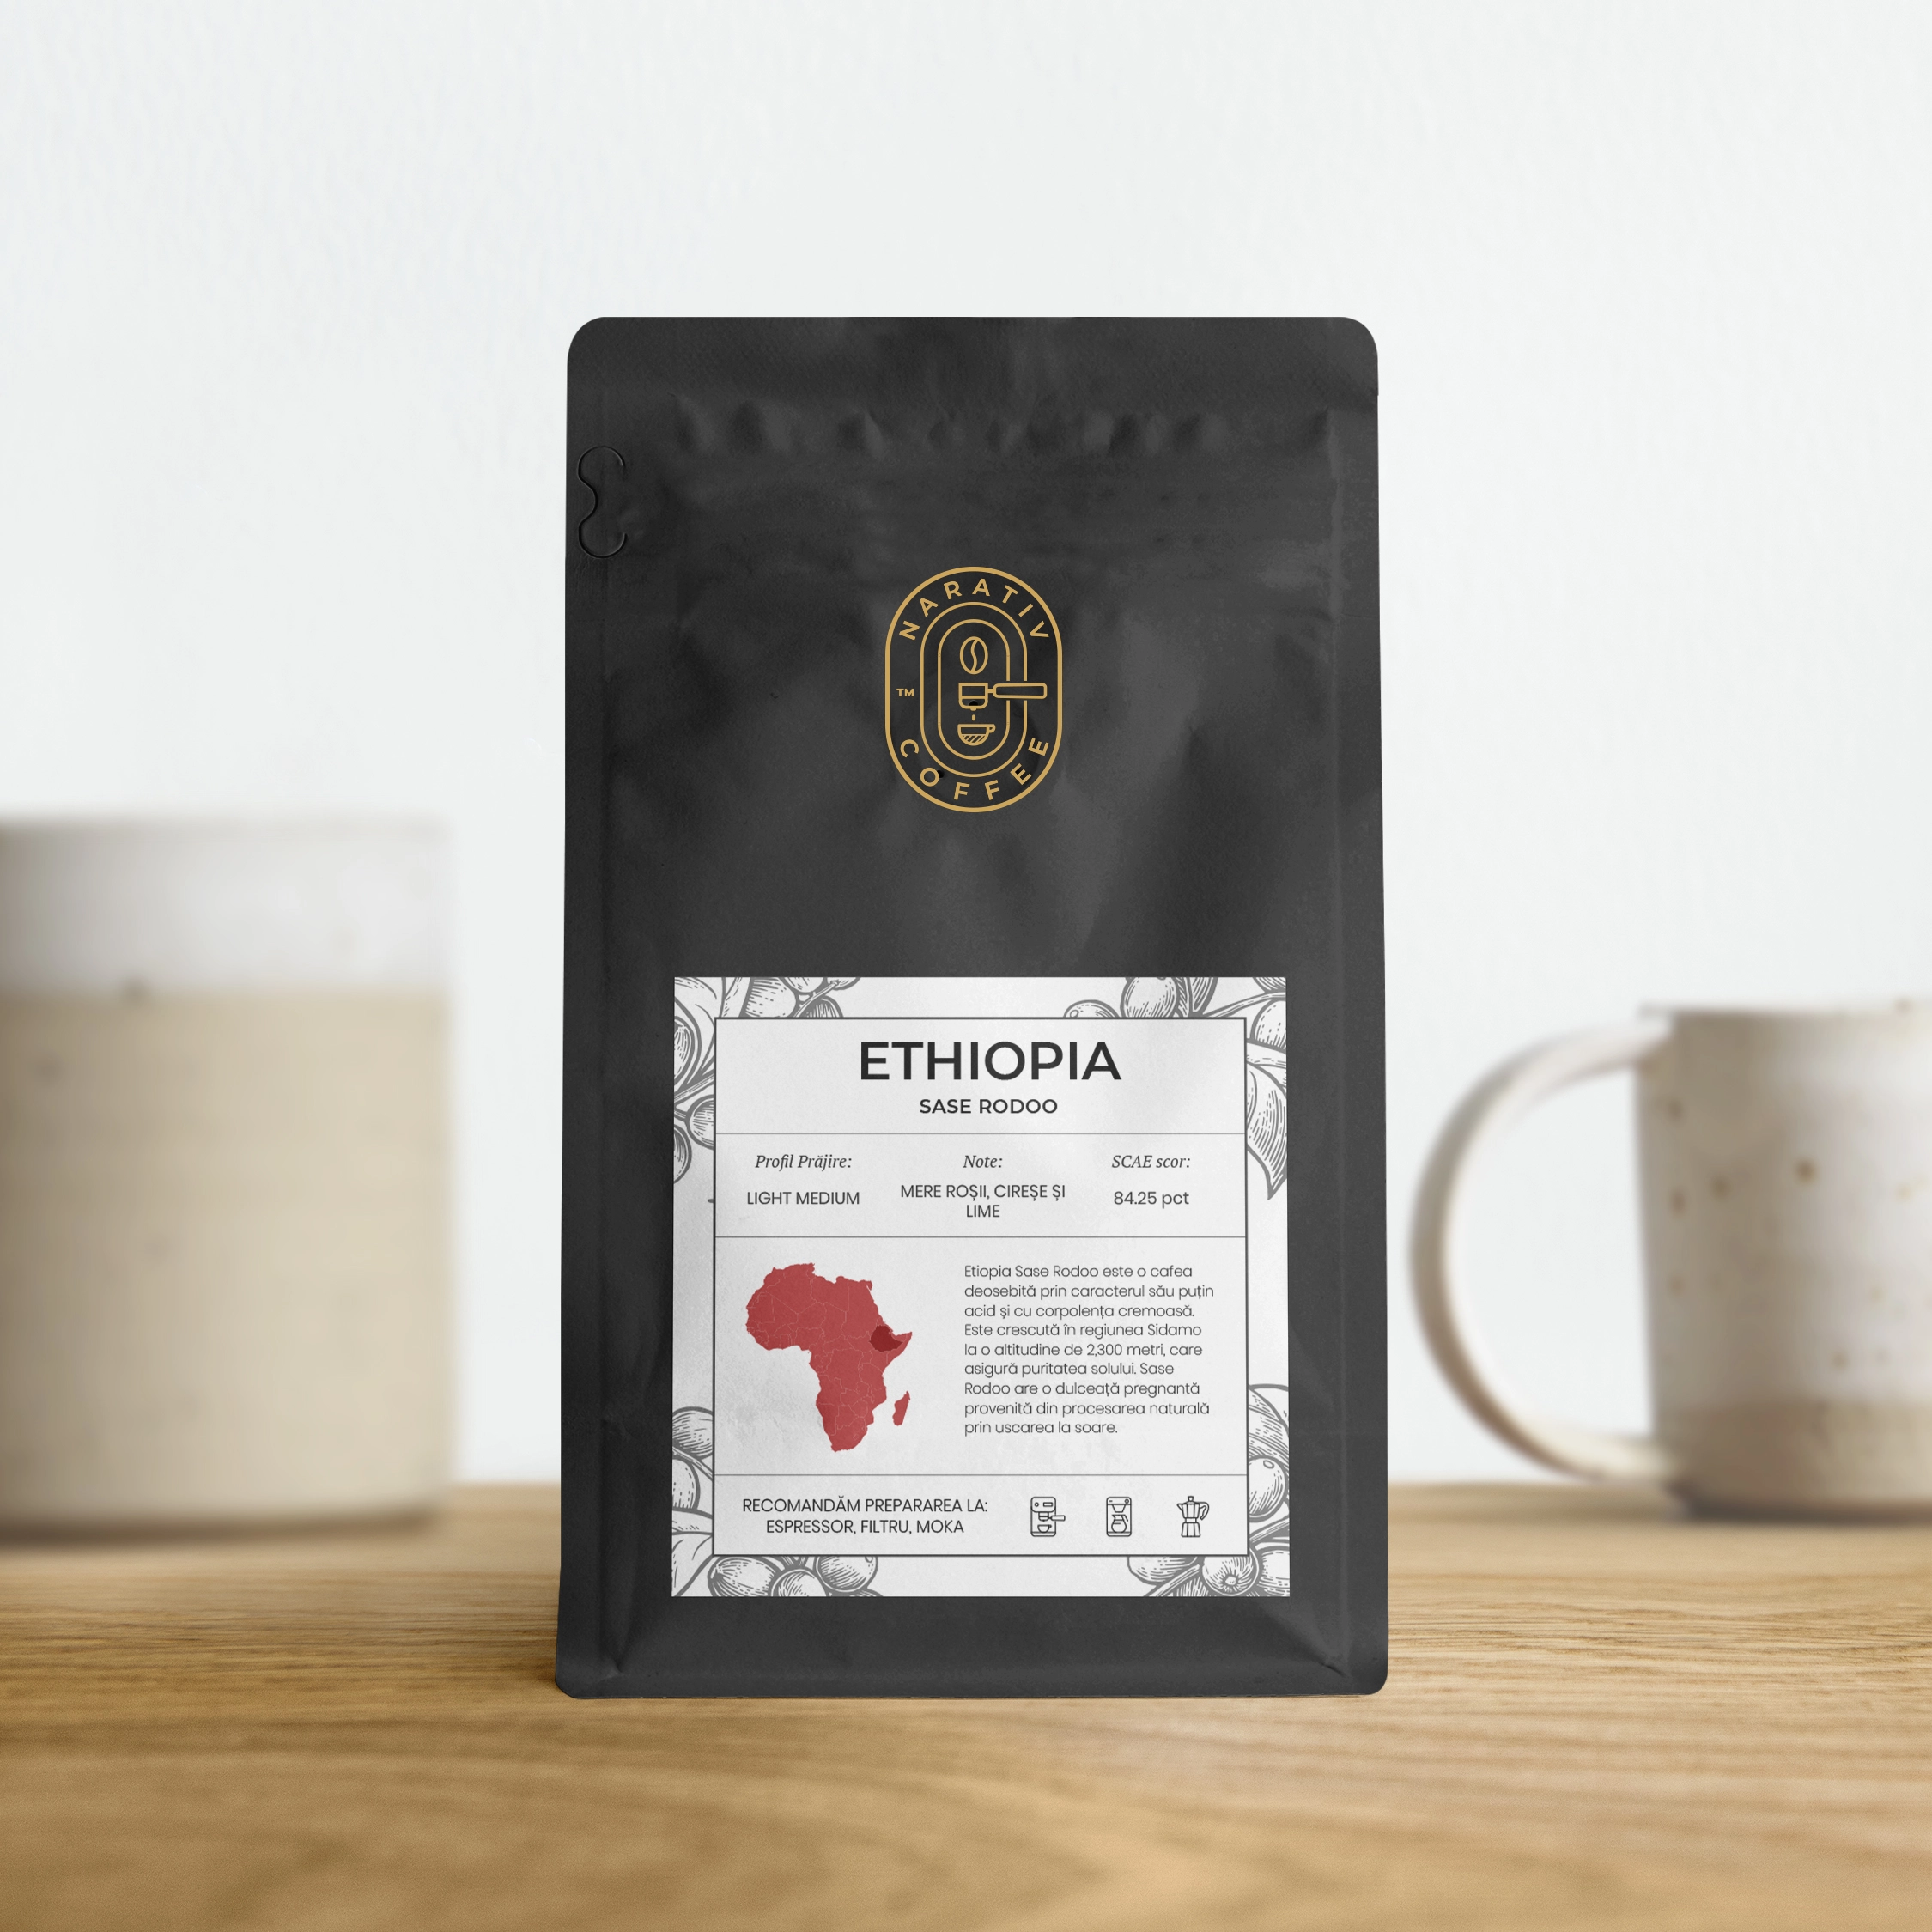 NARATIV
TM
COFFEE
ETHIOPIA
SASE RODOO
Profil Prăjire:
LIGHT MEDIUM
Note:
MERE ROȘII, CIREȘE ȘI
LIME
SCAE scor:
84.25 pct
Etiopia Sase Rodoo este o cafea
deosebită prin caracterul său puțin
acid și cu corpolența cremoasă.
Este crescută în regiunea Sidamo
la o altitudine de 2,300 metri, care
asigură puritatea solului. Sase
Rodoo are o dulceață pregnantă
provenită din procesarea naturală
prin uscarea la soare.
RECOMANDĂM PREPARAREA LA:
ESPRESSOR, FILTRU, MOKA